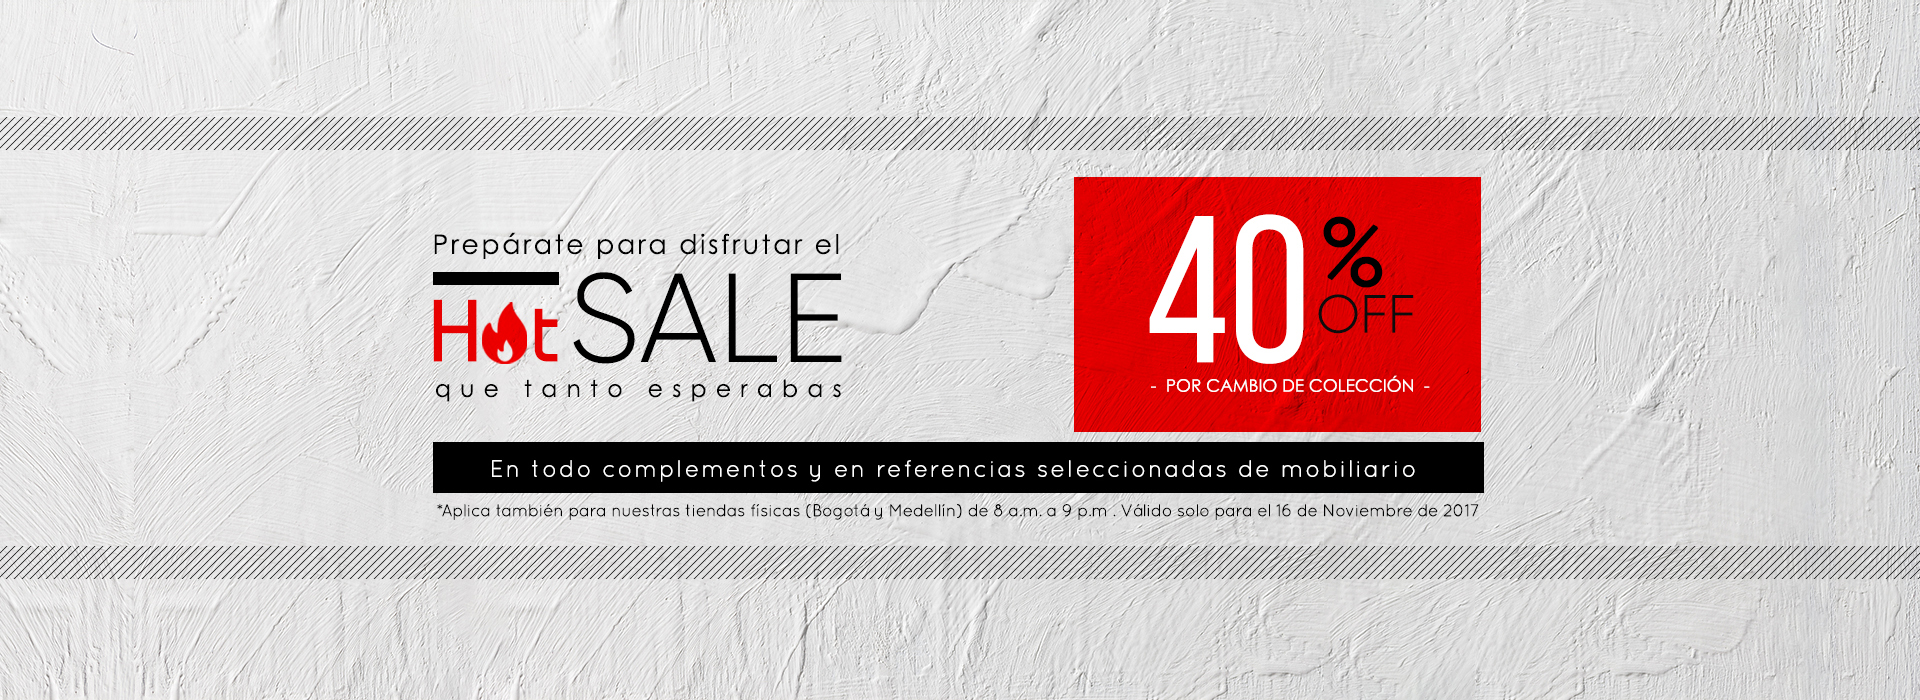 Prepárate para disfrutar el
Hot SALE
que tanto esperabas
40% OFF
- POR CAMBIO DE COLECCIÓN -
En todo complementos y en referencias seleccionadas de mobiliario
*Aplica también para nuestras tiendas físicas (Bogotá y Medellín) de 8 a.m. a 9 p.m . Válido solo para el 16 de Noviembre de 2017